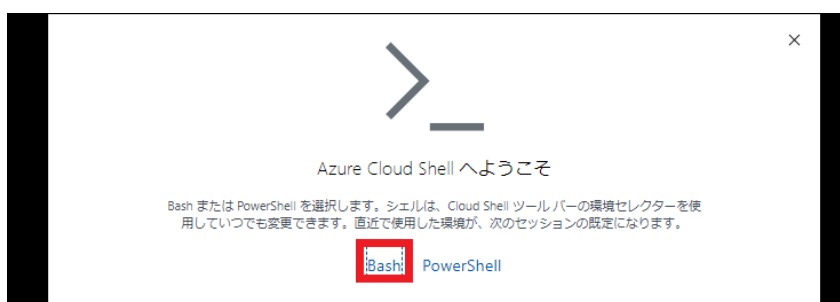 Azure Cloud Shell へようこそ
Bash または PowerShell を選択します。シェルは、Cloud Shell ツール バーの環境セレクターを使
用していつでも変更できます。直近で使用した環境が、次のセッションの既定になります。
Bash PowerShell